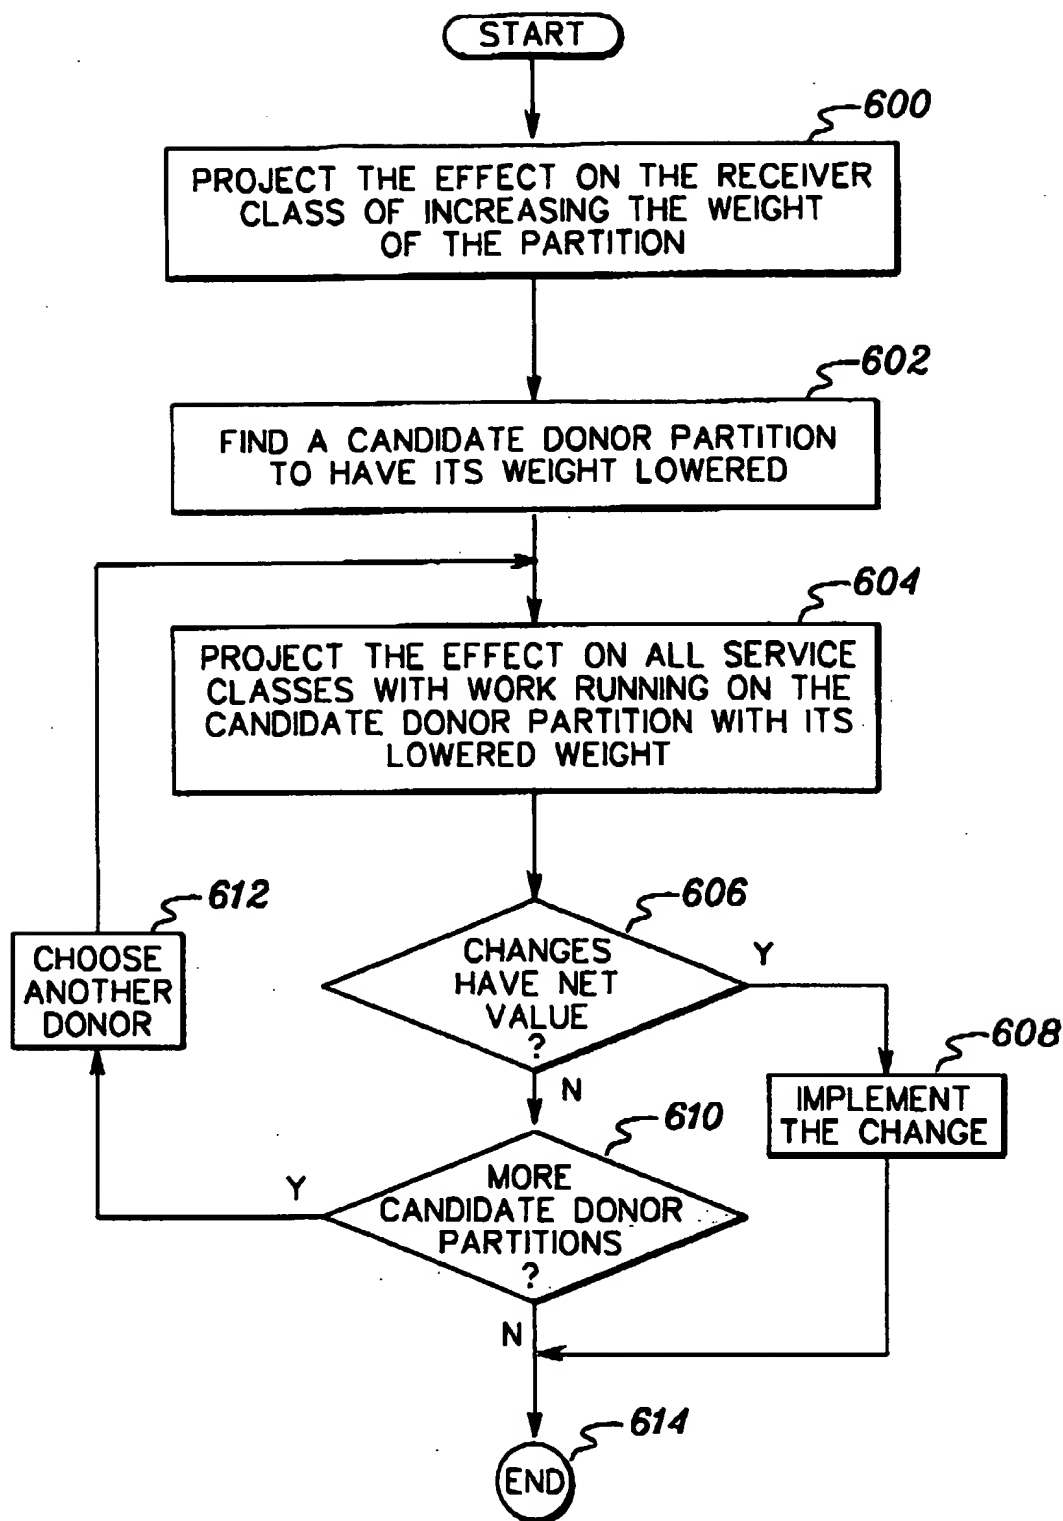 START
600
PROJECT THE EFFECT ON THE RECEIVER
CLASS OF INCREASING THE WEIGHT
OF THE PARTITION
602
FIND A CANDIDATE DONOR PARTITION
TO HAVE ITS WEIGHT LOWERED
604
PROJECT THE EFFECT ON ALL SERVICE
CLASSES WITH WORK RUNNING ON THE
CANDIDATE DONOR PARTITION WITH ITS
LOWERED WEIGHT
606
CHANGES
HAVE NET
VALUE
?
Y
N
608
IMPLEMENT
THE CHANGE
610
MORE
CANDIDATE DONOR
PARTITIONS
?
Y
N
612
CHOOSE
ANOTHER
DONOR
614
END